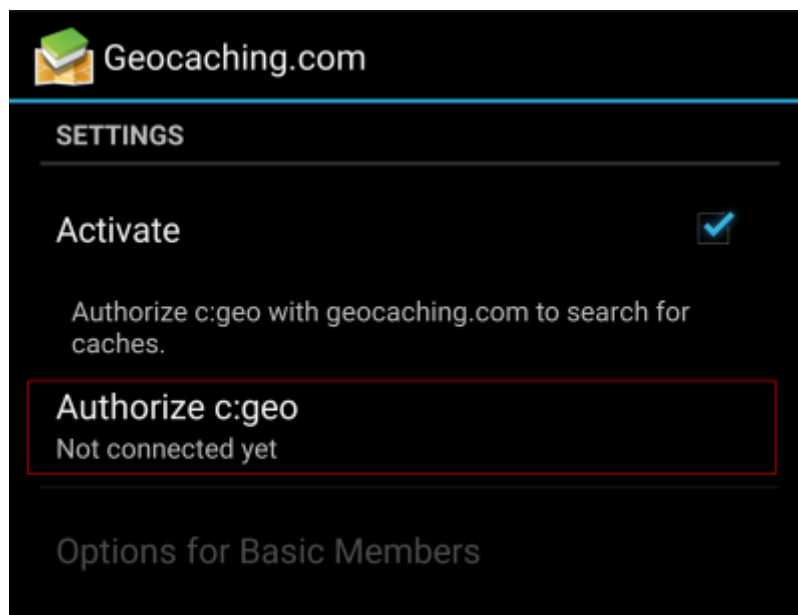 Geocaching.com
SETTINGS
Activate
Authorize c:geo with geocaching.com to search for
caches.
Authorize c:geo
Not connected yet
Options for Basic Members